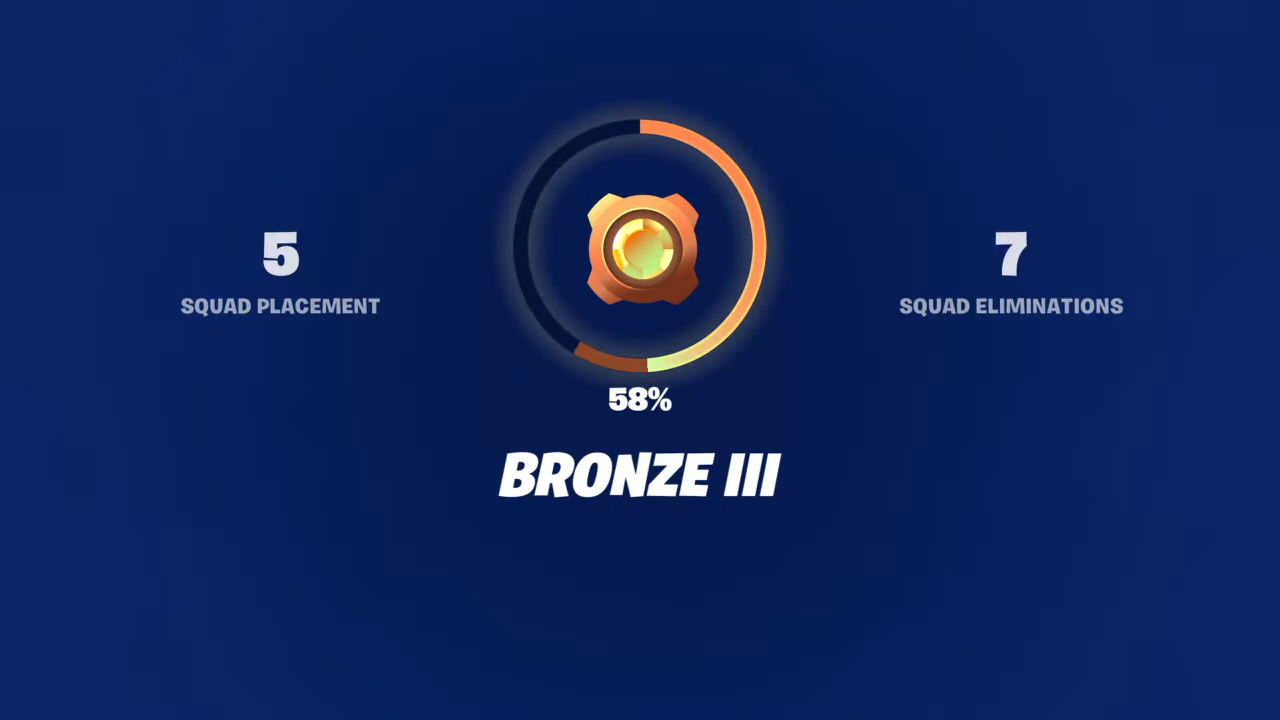 5
SQUAD PLACEMENT
7
SQUAD ELIMINATIONS
58%
BRONZE III